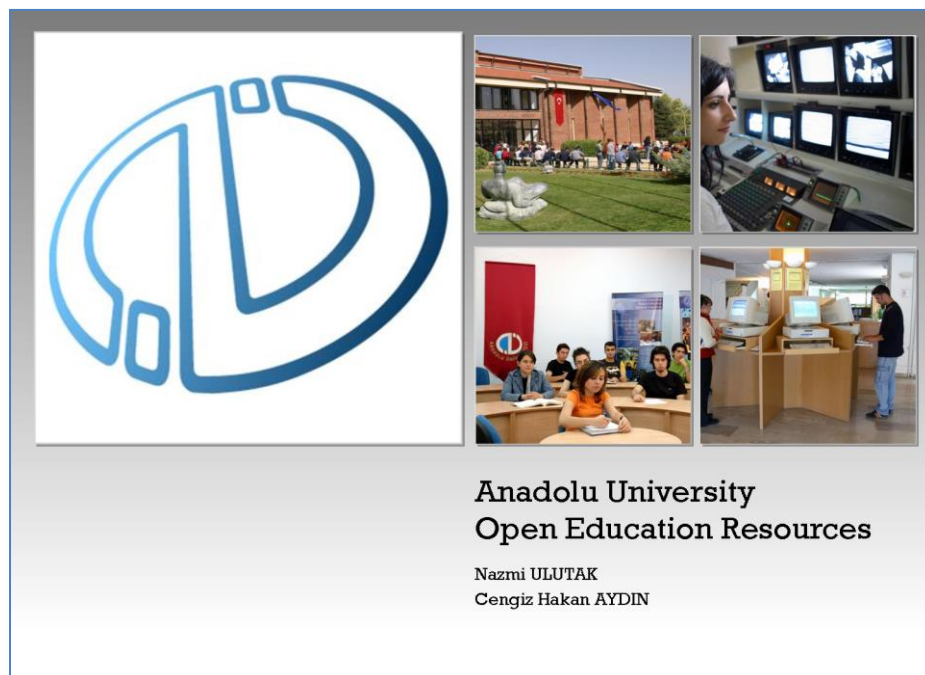 Anadolu University
Open Education Resources
Nazmi ULUTAK
Cengiz Hakan AYDIN